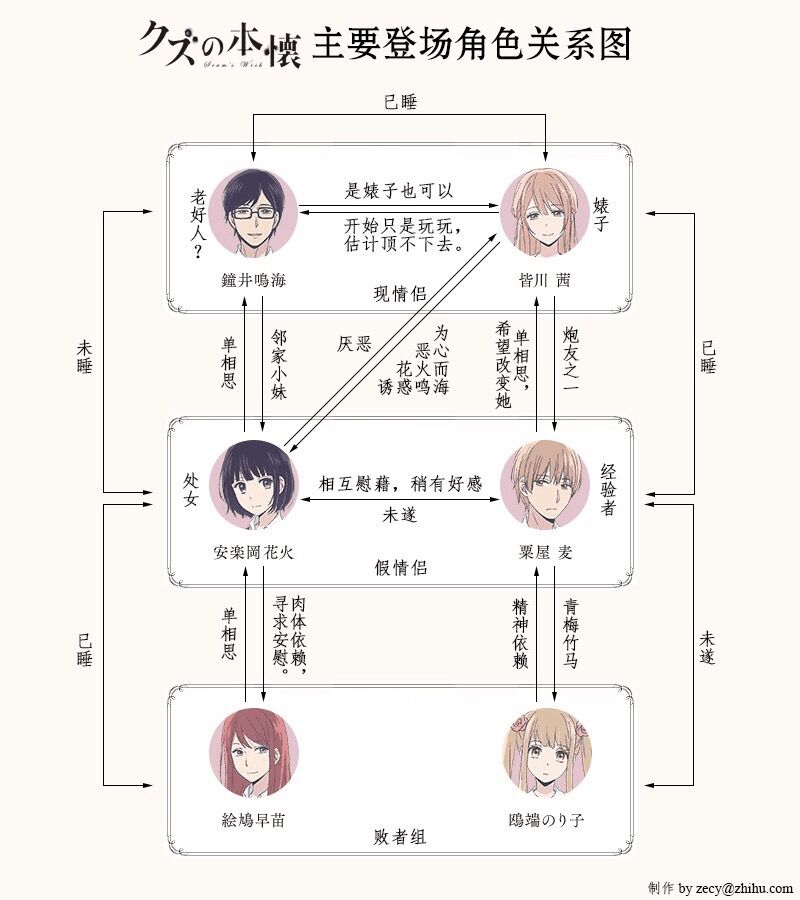 クズの本懐 主要登场角色关系图
Scum's Wish
已睡
老好人？
是婊子也可以
婊子
开始只是玩玩，
估计顶不下去。
鐘井鳴海
皆川 茜
现情侣
未睡
单相思
邻家小妹
厌恶
为心而
恶火鸣
花 海
诱惑
单相思，
希望改变她
炮友之一
已睡
处女
相互慰藉，稍有好感
经验者
未遂
安楽岡花火
粟屋 麦
假情侣
已睡
单相思
肉体依赖，
寻求安慰。
精神依赖
青梅竹马
未遂
絵鳩早苗
鴎端のり子
败者组
制作 by zecy@zhihu.com